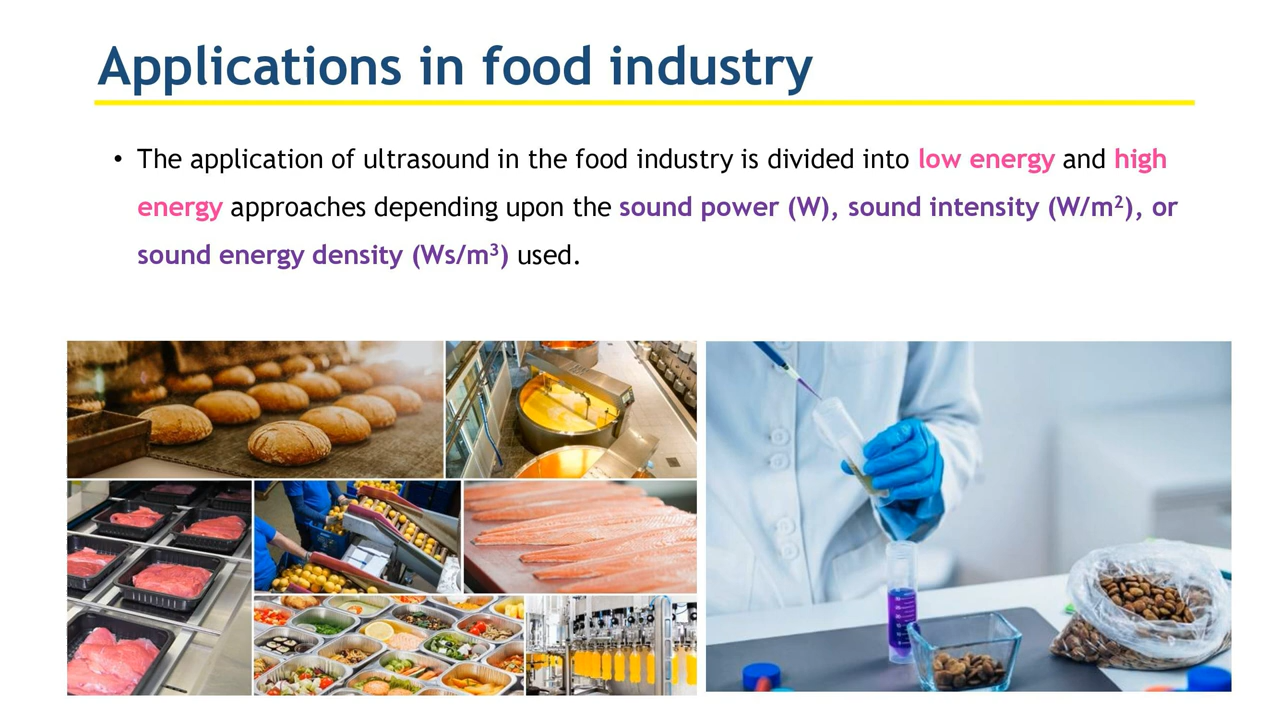 Applications in food industry
• The application of ultrasound in the food industry is divided into low energy and high
energy approaches depending upon the sound power (W), sound intensity (W/m²), or
sound energy density (Ws/m³) used.